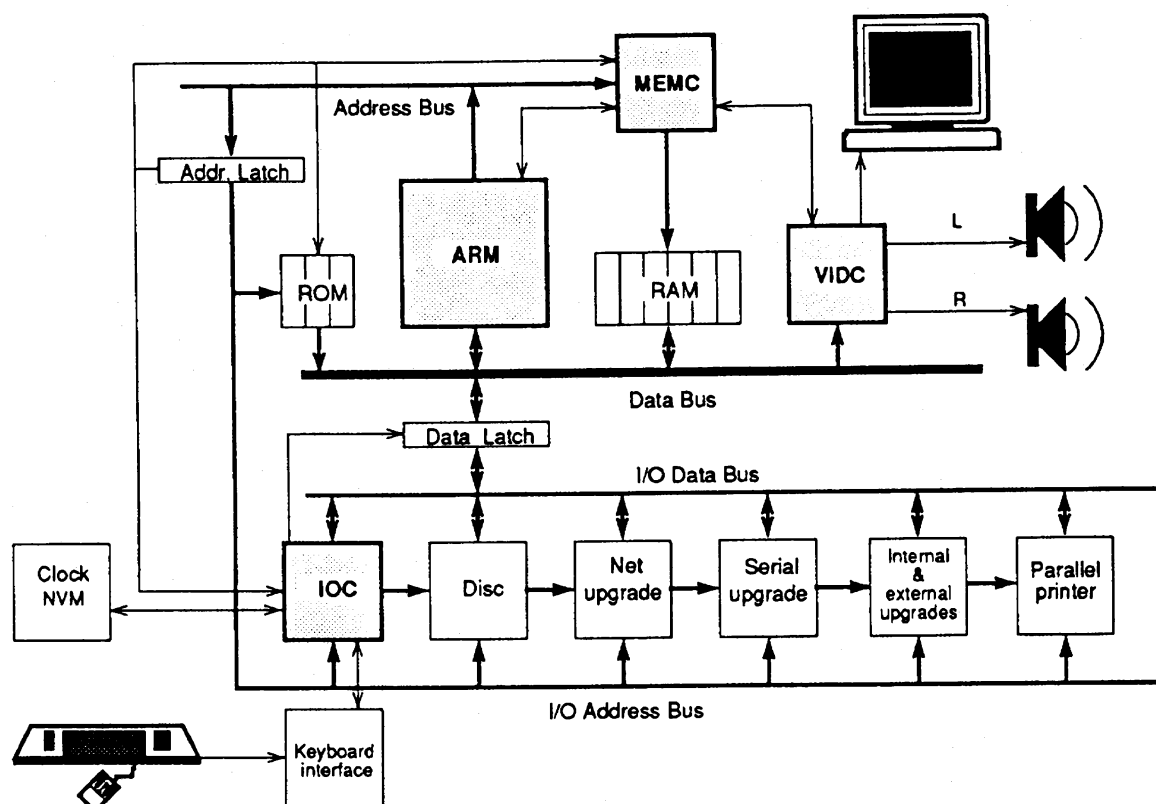 MEMC
Address Bus
Addr. Latch
ARM
ROM
RAM
VIDC
L
R
Data Bus
Data Latch
I/O Data Bus
Clock
NVM
IOC
Disc
Net
upgrade
Serial
upgrade
Internal
&
external
upgrades
Parallel
printer
I/O Address Bus
Keyboard
interface